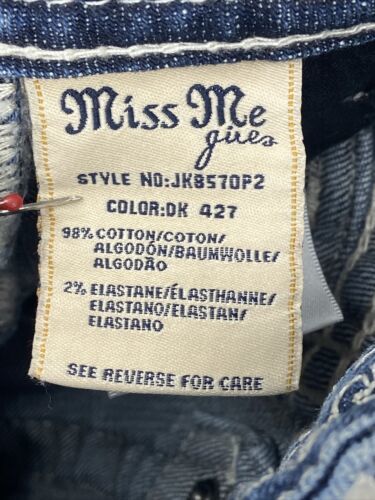 Miss Me
girls
STYLE NO:JK8570P2
COLOR:DK 427
98% COTTON/COTON/
ALGODÓN/BAUMWOLLE/
ALGODÃO
2% ELASTANE/ÉLASTHANNE/
ELASTANO/ELASTAN/
ELASTANO
SEE REVERSE FOR CARE